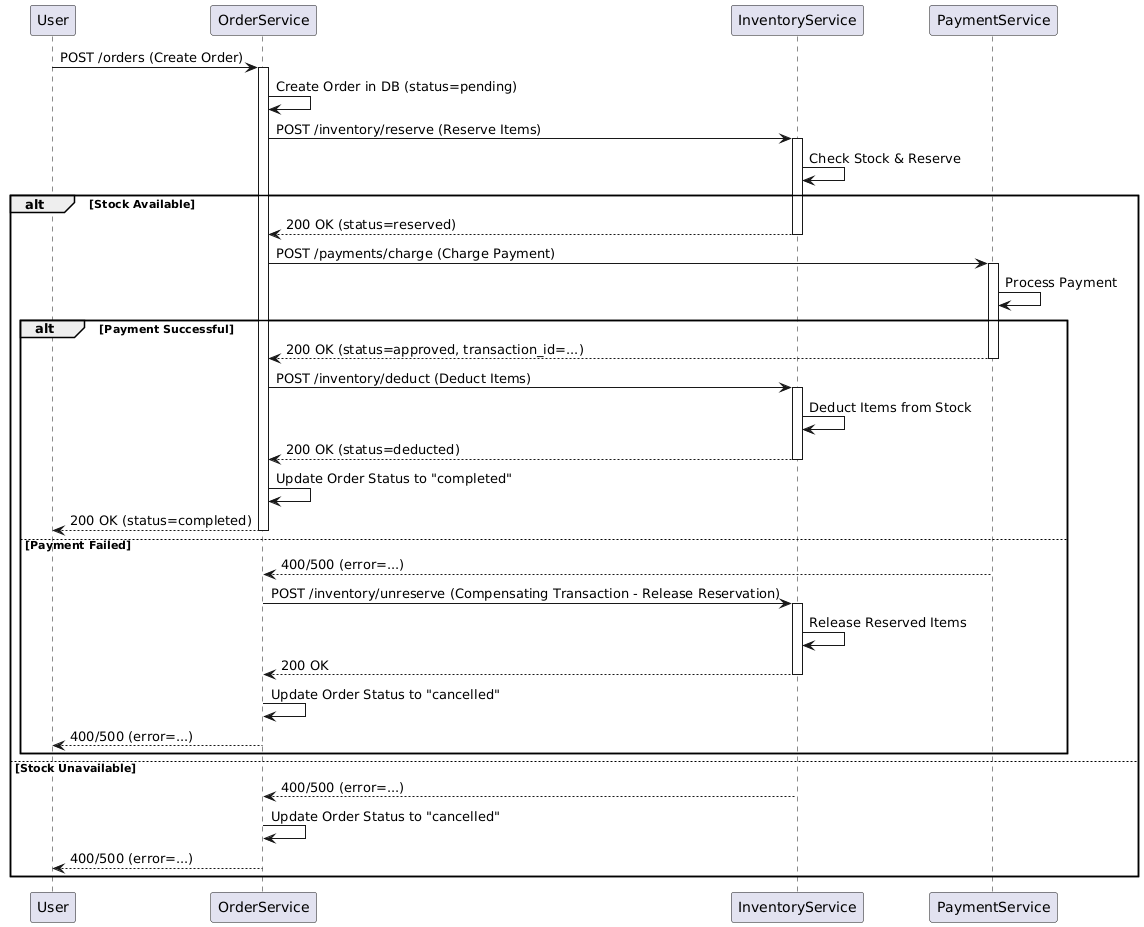 User
OrderService
InventoryService
PaymentService
POST /orders (Create Order)
Create Order in DB (status=pending)
POST /inventory/reserve (Reserve Items)
Check Stock & Reserve
alt [Stock Available]
200 OK (status=reserved)
POST /payments/charge (Charge Payment)
Process Payment
alt [Payment Successful]
200 OK (status=approved, transaction_id=...)
POST /inventory/deduct (Deduct Items)
Deduct Items from Stock
200 OK (status=deducted)
Update Order Status to "completed"
200 OK (status=completed)
[Payment Failed]
400/500 (error=...)
POST /inventory/unreserve (Compensating Transaction - Release Reservation)
Release Reserved Items
200 OK
Update Order Status to "cancelled"
400/500 (error=...)
[Stock Unavailable]
400/500 (error=...)
Update Order Status to "cancelled"
400/500 (error=...)
User
OrderService
InventoryService
PaymentService